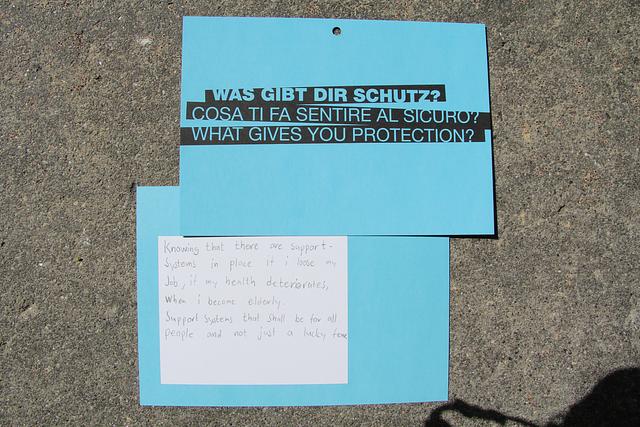 WAS GIBT DIR SCHUTZ?
COSA TI FA SENTIRE AL SICURO?
WHAT GIVES YOU PROTECTION?
Knowing that there are support-
systems in place if i loose my
Job, if my health deteriorates,
When i become elderly.
Support systems that shall be for all
people and not just a lucky few